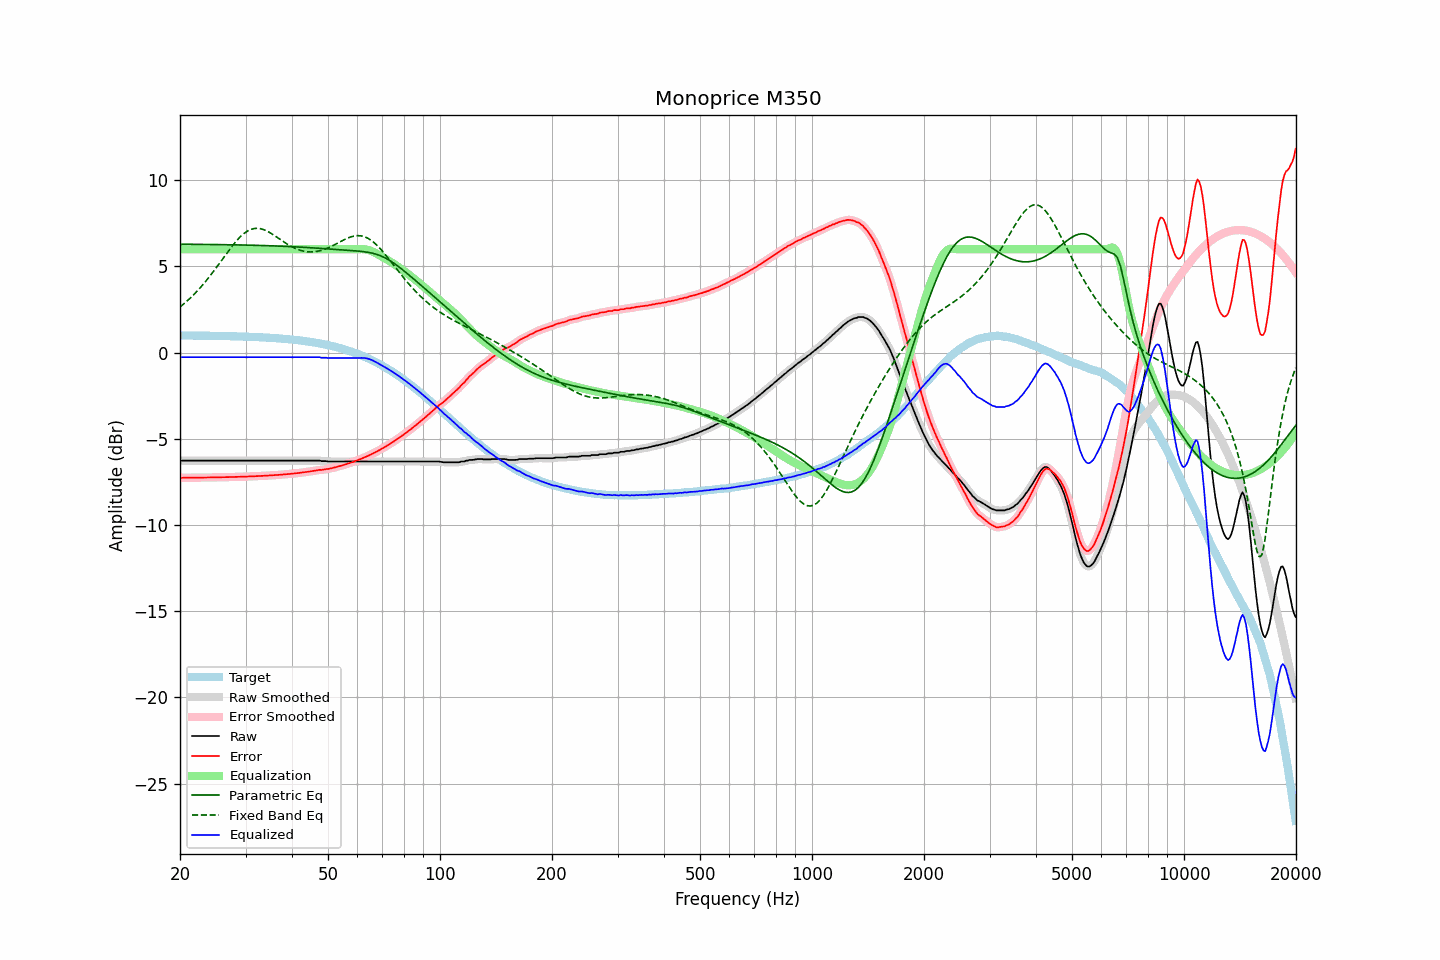 Monoprice M350
Amplitude (dBr)
10
5
0
−5
−10
−15
−20
−25
Target
Raw Smoothed
Error Smoothed
Raw
Error
Equalization
Parametric Eq
Fixed Band Eq
Equalized
20 50 100 200 500 1000 2000 5000 10000 20000
Frequency (Hz)